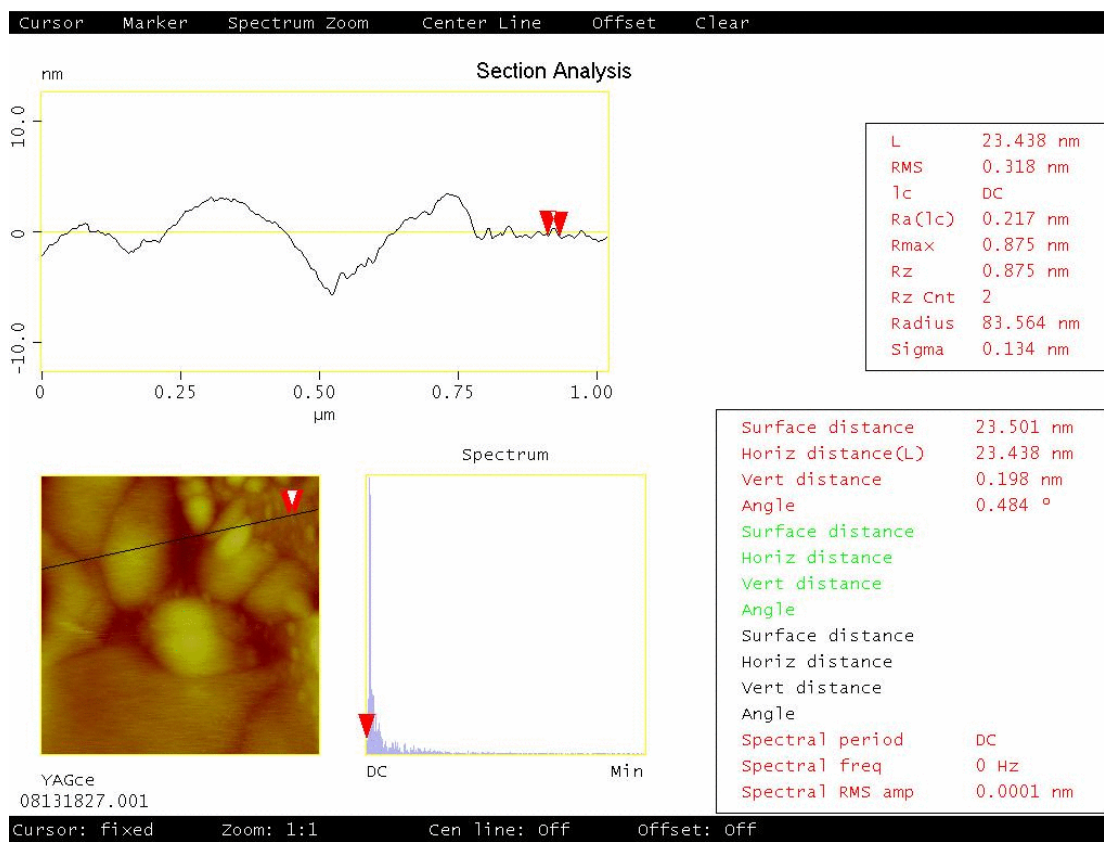 Cursor Marker Spectrum Zoom Center Line Offset Clear
nm
Section Analysis
10.0
0
-10.0
0 0.25 0.50 0.75 1.00
µm
L 23.438 nm
RMS 0.318 nm
lc DC
Ra(lc) 0.217 nm
Rmax 0.875 nm
Rz 0.875 nm
Rz Cnt 2
Radius 83.564 nm
Sigma 0.134 nm
Spectrum
DC Min
YAGce
08131827.001
Surface distance 23.501 nm
Horiz distance(L) 23.438 nm
Vert distance 0.198 nm
Angle 0.484 °
Surface distance
Horiz distance
Vert distance
Angle
Surface distance
Horiz distance
Vert distance
Angle
Spectral period DC
Spectral freq 0 Hz
Spectral RMS amp 0.0001 nm
Cursor: fixed Zoom: 1:1 Cen line: Off Offset: Off